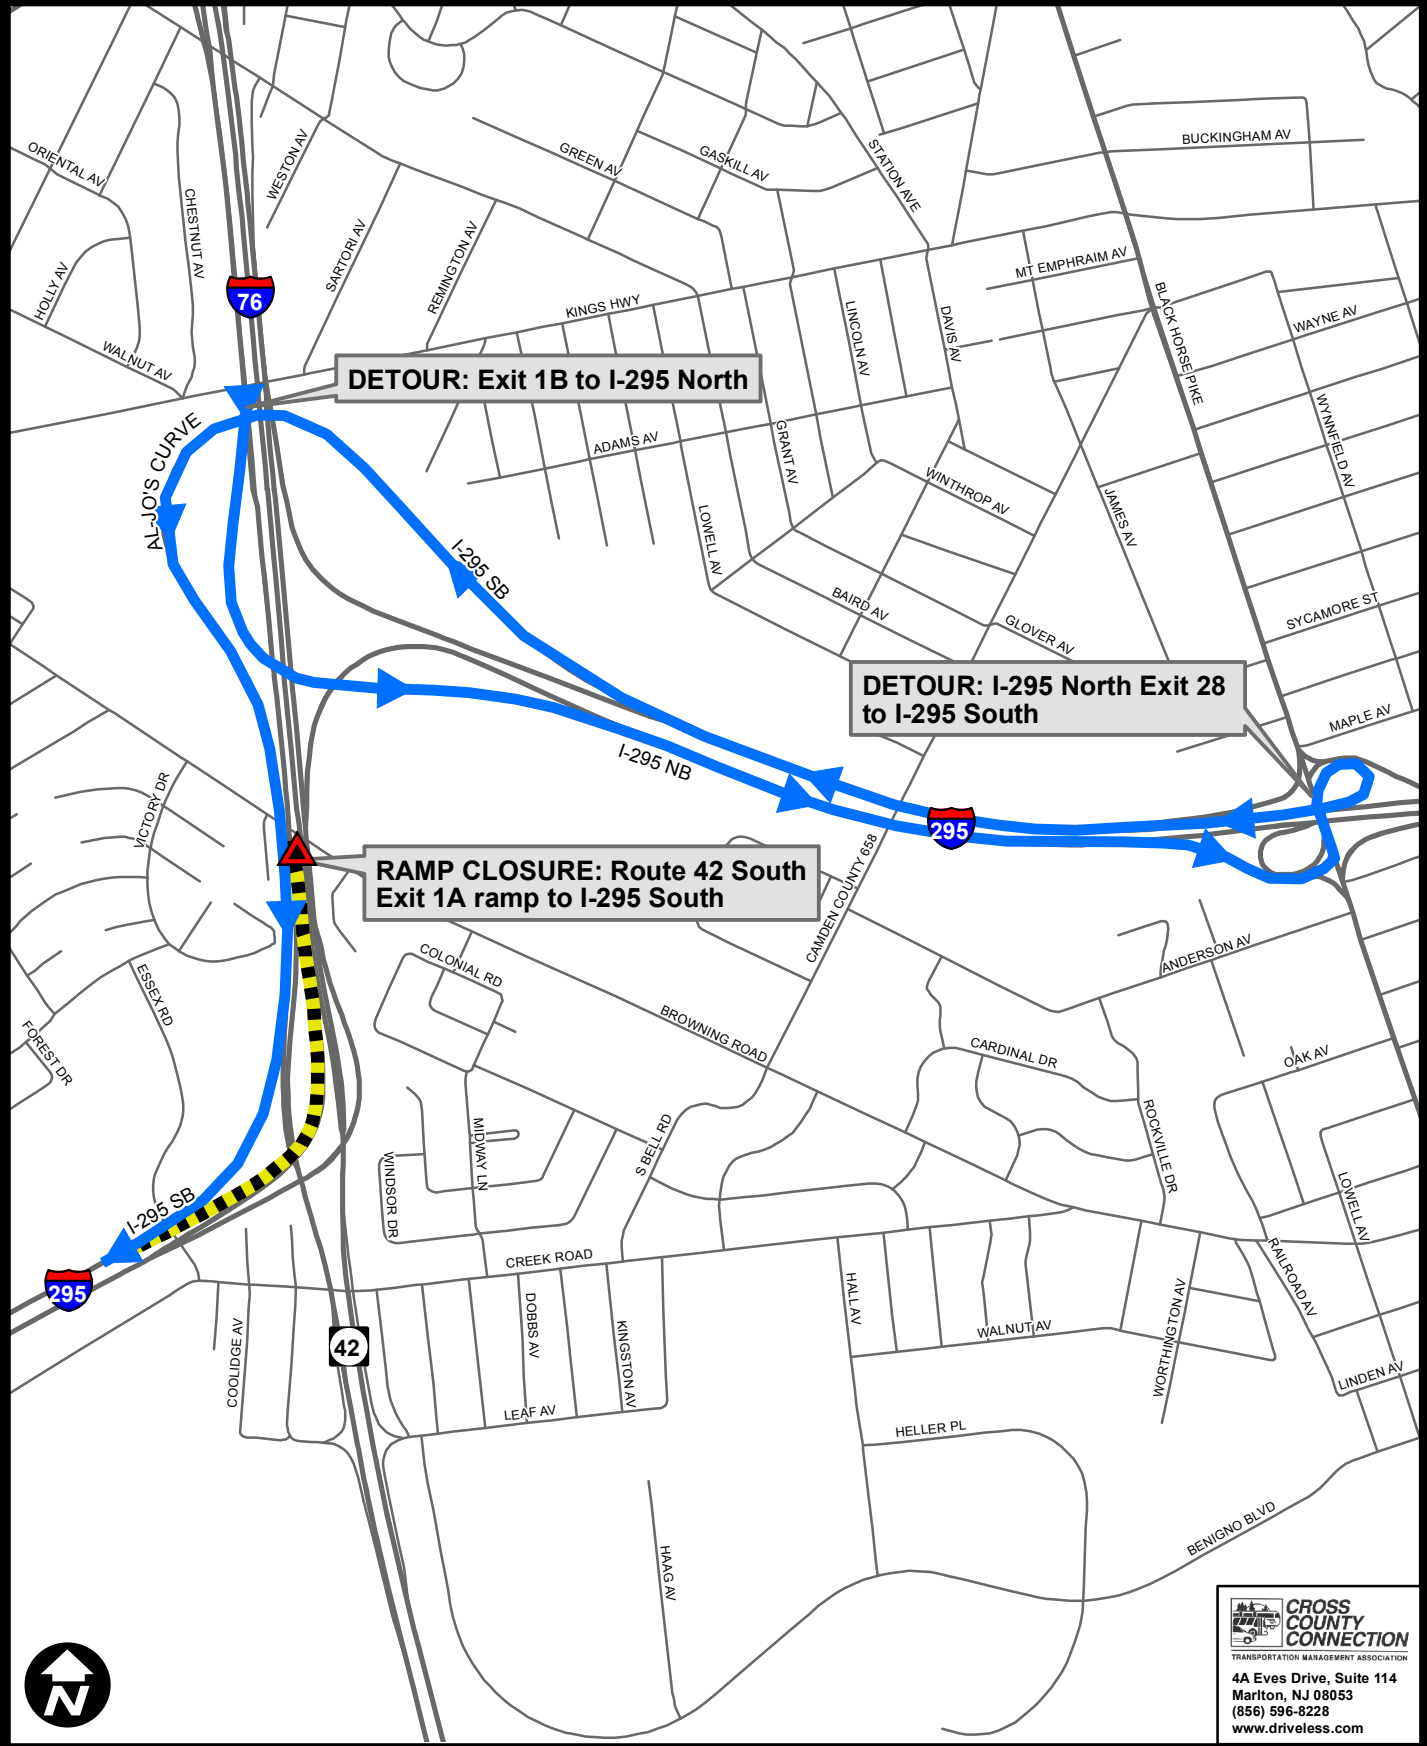 BUCKINGHAM AV
STATION AVE
GREEN AV
GASKILL AV
ORIENTAL AV
WESTON AV
CHESTNUT AV
SARTORI AV
REMINGTON AV
HOLLY AV
MT EMPHRAIM AV
76
KINGS HWY
LINCOLN AV
DAVIS AV
BLACK HORSE PIKE
WAYNE AV
WALNUT AV
DETOUR: Exit 1B to I-295 North
AL-JO'S CURVE
ADAMS AV
GRANT AV
WYNNFIELD AV
WINTHROP AV
LOWELL AV
JAMES AV
I-295 SB
BAIRD AV
GLOVER AV
SYCAMORE ST
DETOUR: I-295 North Exit 28
to I-295 South
MAPLE AV
I-295 NB
VICTORY DR
295
CAMDEN COUNTY 658
RAMP CLOSURE: Route 42 South
Exit 1A ramp to I-295 South
COLONIAL RD
ANDERSON AV
ESSEX RD
FOREST DR
BROWNING ROAD
CARDINAL DR
OAK AV
MIDWAY LN
S BELL RD
ROCKVILLE DR
WINDSOR DR
LOWELL AV
I-295 SB
CREEK ROAD
RAILROAD AV
295
HALL AV
DOBBS AV
KINGSTON AV
COOLIDGE AV
42
WALNUT AV
WORTHINGTON AV
LINDEN AV
LEAF AV
HELLER PL
BENIGNO BLVD
HAAG AV
N
CROSS
COUNTY
CONNECTION
TRANSPORTATION MANAGEMENT ASSOCIATION
4A Eves Drive, Suite 114
Marlton, NJ 08053
(856) 596-8228
www.driveless.com